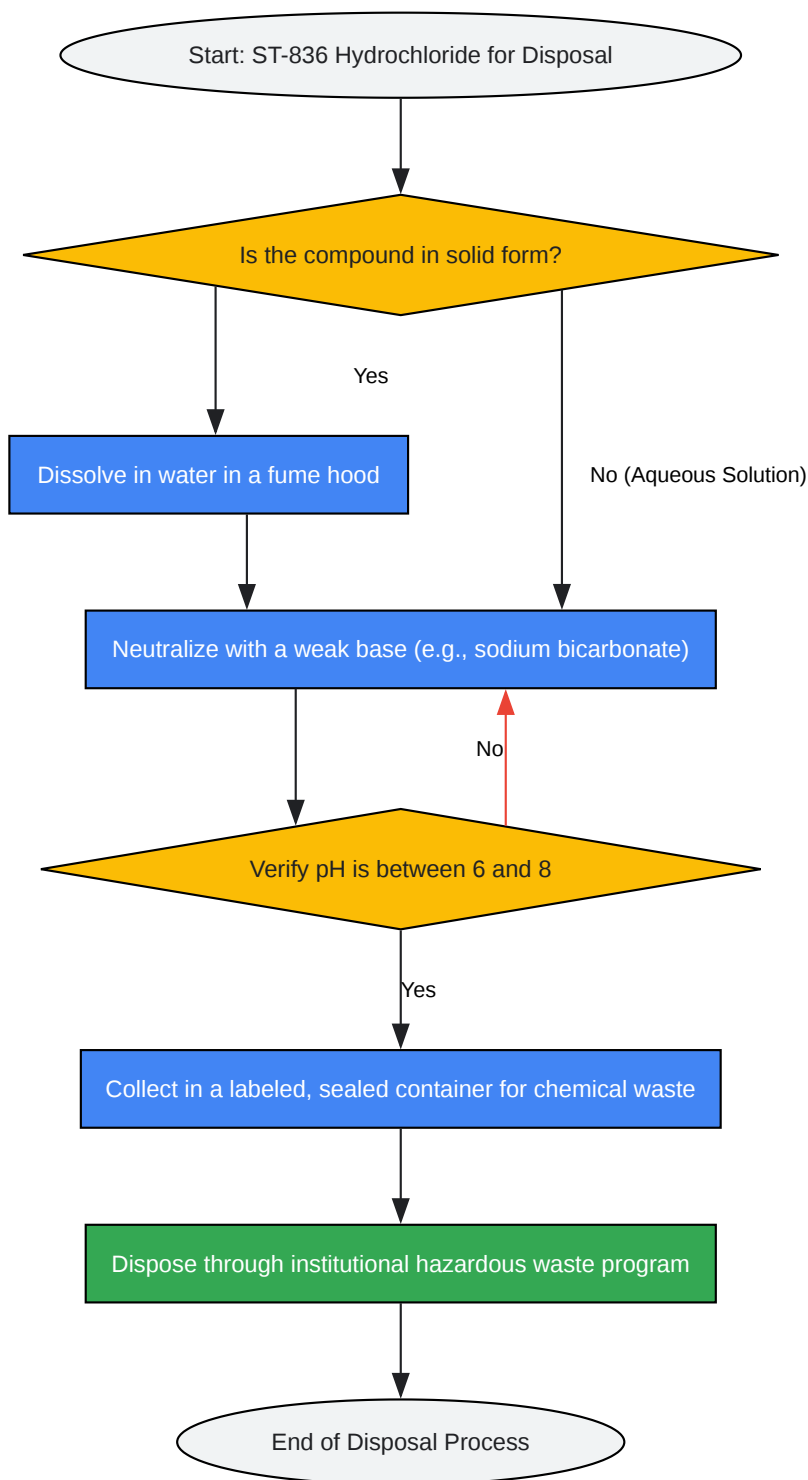 Start: ST-836 Hydrochloride for Disposal
Is the compound in solid form?
Yes
Dissolve in water in a fume hood
No (Aqueous Solution)
Neutralize with a weak base (e.g., sodium bicarbonate)
No
Verify pH is between 6 and 8
Yes
Collect in a labeled, sealed container for chemical waste
Dispose through institutional hazardous waste program
End of Disposal Process